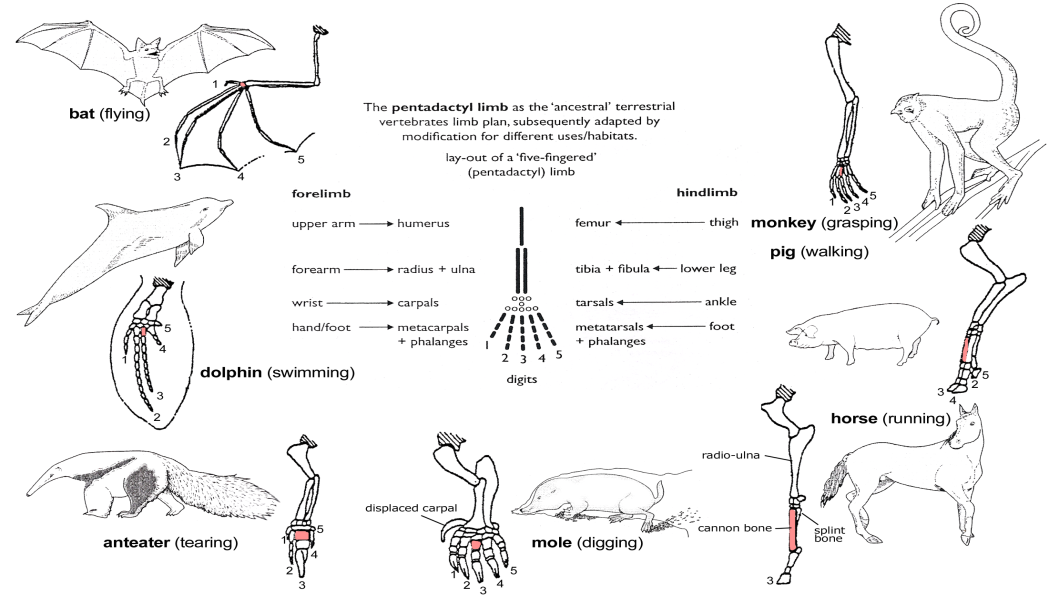 bat (flying)
1
2
3
4
5
The pentadactyl limb as the 'ancestral' terrestrial
vertebrates limb plan, subsequently adapted by
modification for different uses/habitats.
lay-out of a 'five-fingered'
(pentadactyl) limb
forelimb
hindlimb
upper arm
humerus
femur
thigh
forearm
radius + ulna
tibia + fibula
lower leg
wrist
carpals
tarsals
ankle
hand/foot
metacarpals
+ phalanges
metatarsals
+ phalanges
foot
1 2 3 4 5
digits
1 2 3 4 5
monkey (grasping)
pig (walking)
3 4 2 5
dolphin (swimming)
1
5
4
3
2
horse (running)
radio-ulna
cannon bone
splint
bone
3
anteater (tearing)
1
5
4
2
3
displaced carpal
mole (digging)
1 2 3 4 5